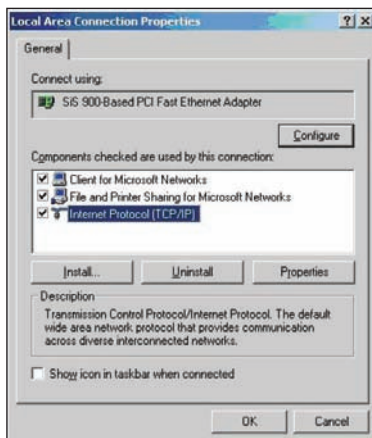 Local Area Connection Properties
General
Connect using:
SiS 900-Based PCI Fast Ethernet Adapter
Configure
Components checked are used by this connection:
Client for Microsoft Networks
File and Printer Sharing for Microsoft Networks
Internet Protocol (TCP/IP)
Install...
Uninstall
Properties
Description
Transmission Control Protocol/Internet Protocol. The default
wide area network protocol that provides communication
across diverse interconnected networks.
Show icon in taskbar when connected
OK
Cancel